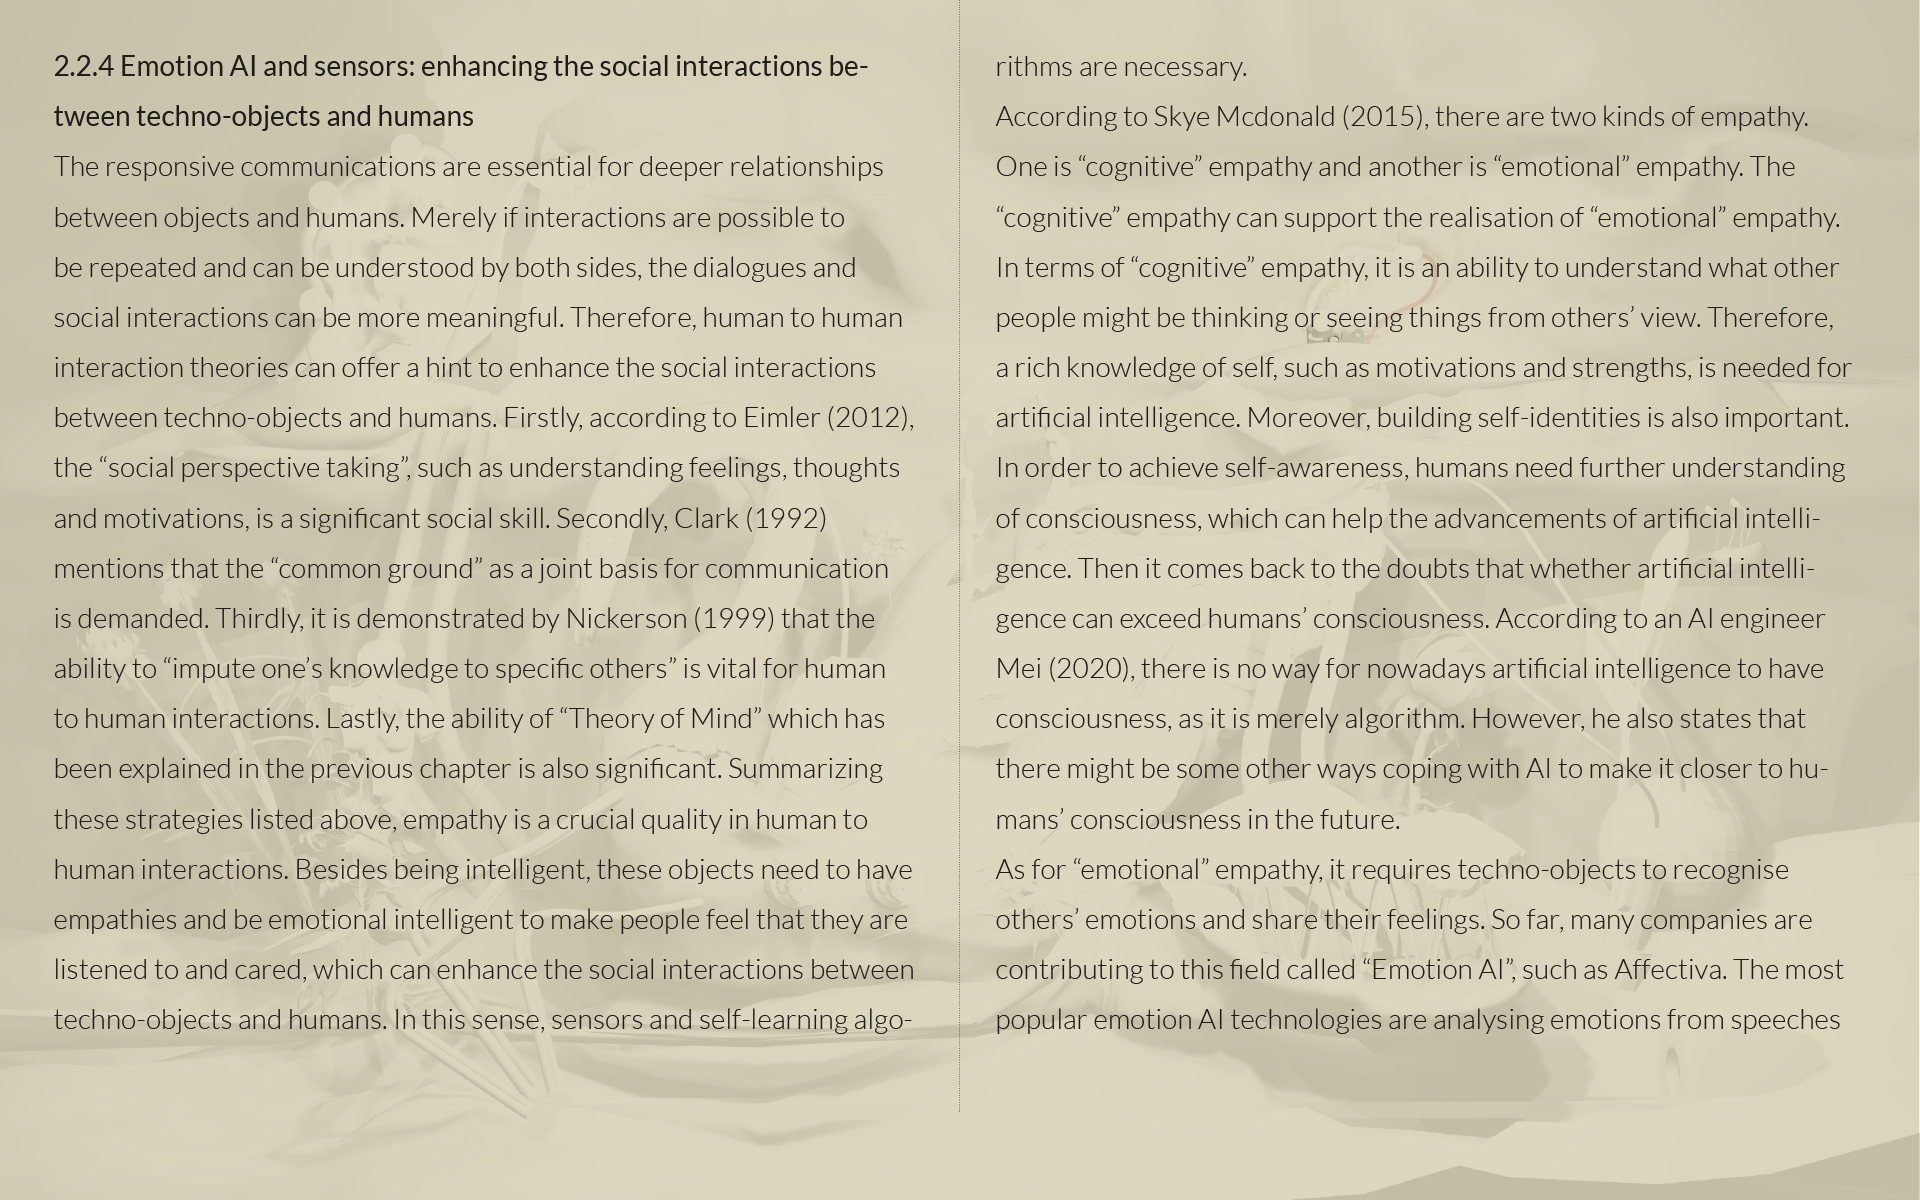 2.2.4 Emotion AI and sensors: enhancing the social interactions be-
tween techno-objects and humans
The responsive communications are essential for deeper relationships
between objects and humans. Merely if interactions are possible to
be repeated and can be understood by both sides, the dialogues and
social interactions can be more meaningful. Therefore, human to human
interaction theories can offer a hint to enhance the social interactions
between techno-objects and humans. Firstly, according to Eimler (2012),
the “social perspective taking”, such as understanding feelings, thoughts
and motivations, is a significant social skill. Secondly, Clark (1992)
mentions that the “common ground” as a joint basis for communication
is demanded. Thirdly, it is demonstrated by Nickerson (1999) that the
ability to “impute one’s knowledge to specific others” is vital for human
to human interactions. Lastly, the ability of “Theory of Mind” which has
been explained in the previous chapter is also significant. Summarizing
these strategies listed above, empathy is a crucial quality in human to
human interactions. Besides being intelligent, these objects need to have
empathies and be emotional intelligent to make people feel that they are
listened to and cared, which can enhance the social interactions between
techno-objects and humans. In this sense, sensors and self-learning algo-
rithms are necessary.
According to Skye Mcdonald (2015), there are two kinds of empathy.
One is “cognitive” empathy and another is “emotional” empathy. The
“cognitive” empathy can support the realisation of “emotional” empathy.
In terms of “cognitive” empathy, it is an ability to understand what other
people might be thinking or seeing things from others’ view. Therefore,
a rich knowledge of self, such as motivations and strengths, is needed for
artificial intelligence. Moreover, building self-identities is also important.
In order to achieve self-awareness, humans need further understanding
of consciousness, which can help the advancements of artificial intelli-
gence. Then it comes back to the doubts that whether artificial intelli-
gence can exceed humans’ consciousness. According to an AI engineer
Mei (2020), there is no way for nowadays artificial intelligence to have
consciousness, as it is merely algorithm. However, he also states that
there might be some other ways coping with AI to make it closer to hu-
mans’ consciousness in the future.
As for “emotional” empathy, it requires techno-objects to recognise
others’ emotions and share their feelings. So far, many companies are
contributing to this field called “Emotion AI”, such as Affectiva. The most
popular emotion AI technologies are analysing emotions from speeches